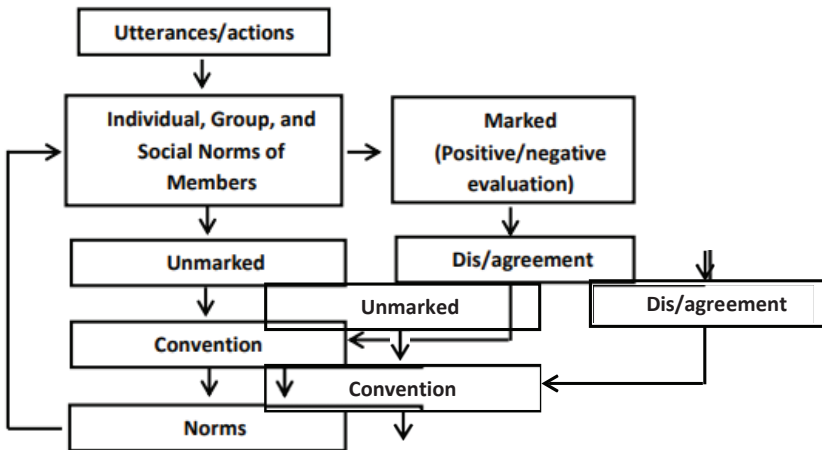 Utterances/actions
Individual, Group, and
Social Norms of
Members
Marked
(Positive/negative
evaluation)
Unmarked
Dis/agreement
Unmarked
Dis/agreement
Convention
Convention
Norms